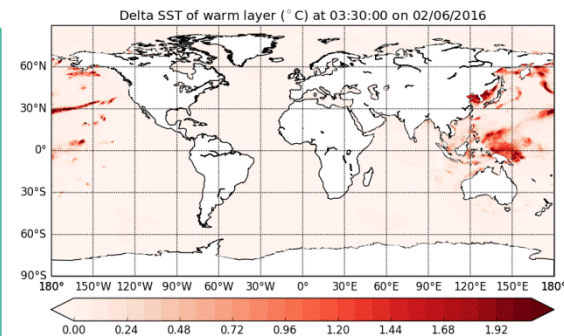 Delta SST of warm layer (°C) at 03:30:00 on 02/06/2016
60°N
30°N
0°
30°S
60°S
90°S
180° 150°W 120°W 90°W 60°W 30°W 0° 30°E 60°E 90°E 120°E 150°E 180°
0.00 0.24 0.48 0.72 0.96 1.20 1.44 1.68 1.92